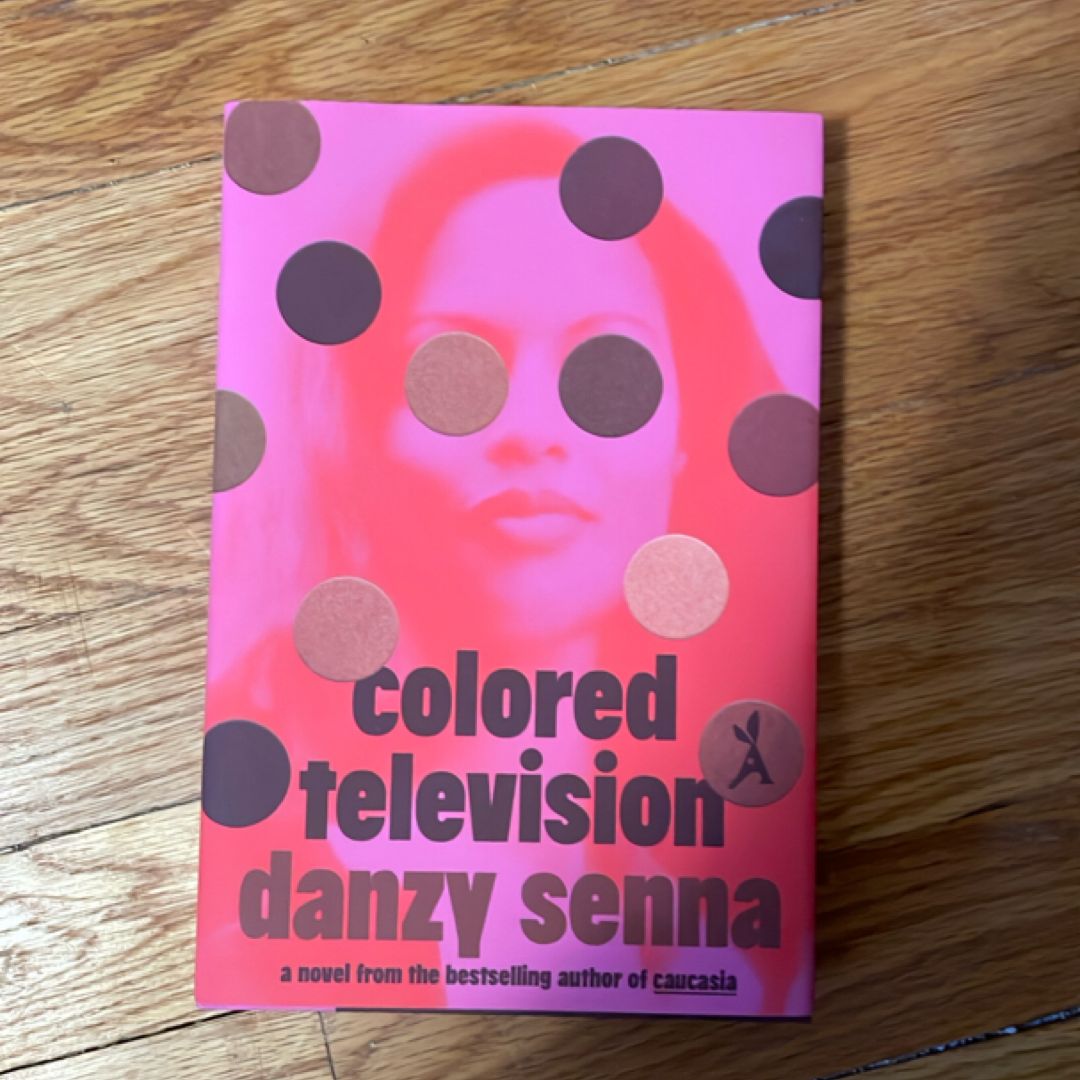 colored
television
danzy senna
a novel from the bestselling author of caucasia
A